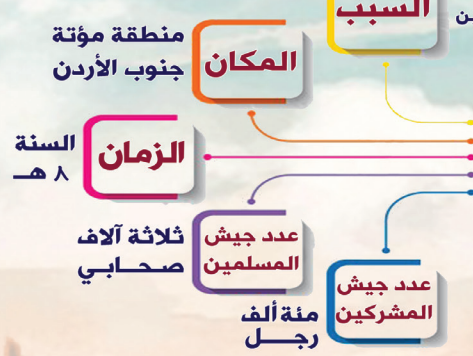 السبب
المكان
منطقة مؤتة
جنوب الأردن
الزمان
السنة
٨ هـ
عدد جيش
المسلمين
ثلاثة آلاف
صحابي
عدد جيش
المشركين
مئة ألف
رجل